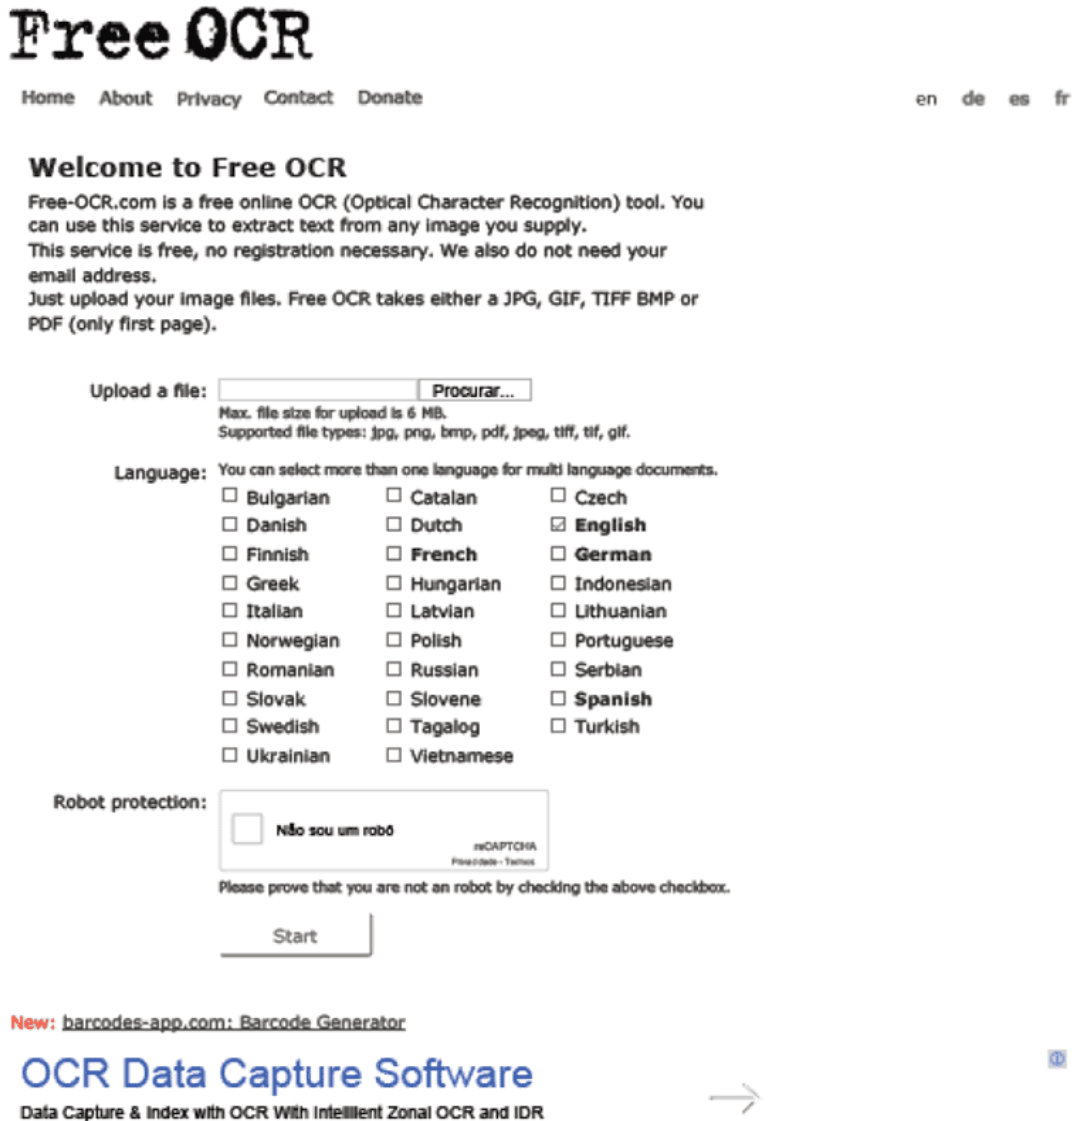 Free OCR
Home About Privacy Contact Donate en de es fr
Welcome to Free OCR
Free-OCR.com is a free online OCR (Optical Character Recognition) tool. You
can use this service to extract text from any image you supply.
This service is free, no registration necessary. We also do not need your
email address.
Just upload your image files. Free OCR takes either a JPG, GIF, TIFF BMP or
PDF (only first page).
Upload a file: Procurar...
Max. file size for upload is 6 MB.
Supported file types: jpg, png, bmp, pdf, jpeg, tiff, tif, gif.
Language: You can select more than one language for multi language documents.
Bulgarian Catalan Czech
Danish Dutch English
Finnish French German
Greek Hungarian Indonesian
Italian Latvian Lithuanian
Norwegian Polish Portuguese
Romanian Russian Serbian
Slovak Slovene Spanish
Swedish Tagalog Turkish
Ukrainian Vietnamese
Robot protection: Não sou um robô
reCAPTCHA
Privacidade - Termos
Please prove that you are not an robot by checking the above checkbox.
Start
New: barcodes-app.com: Barcode Generator
OCR Data Capture Software
Data Capture & Index with OCR With Intellilent Zonal OCR and IDR